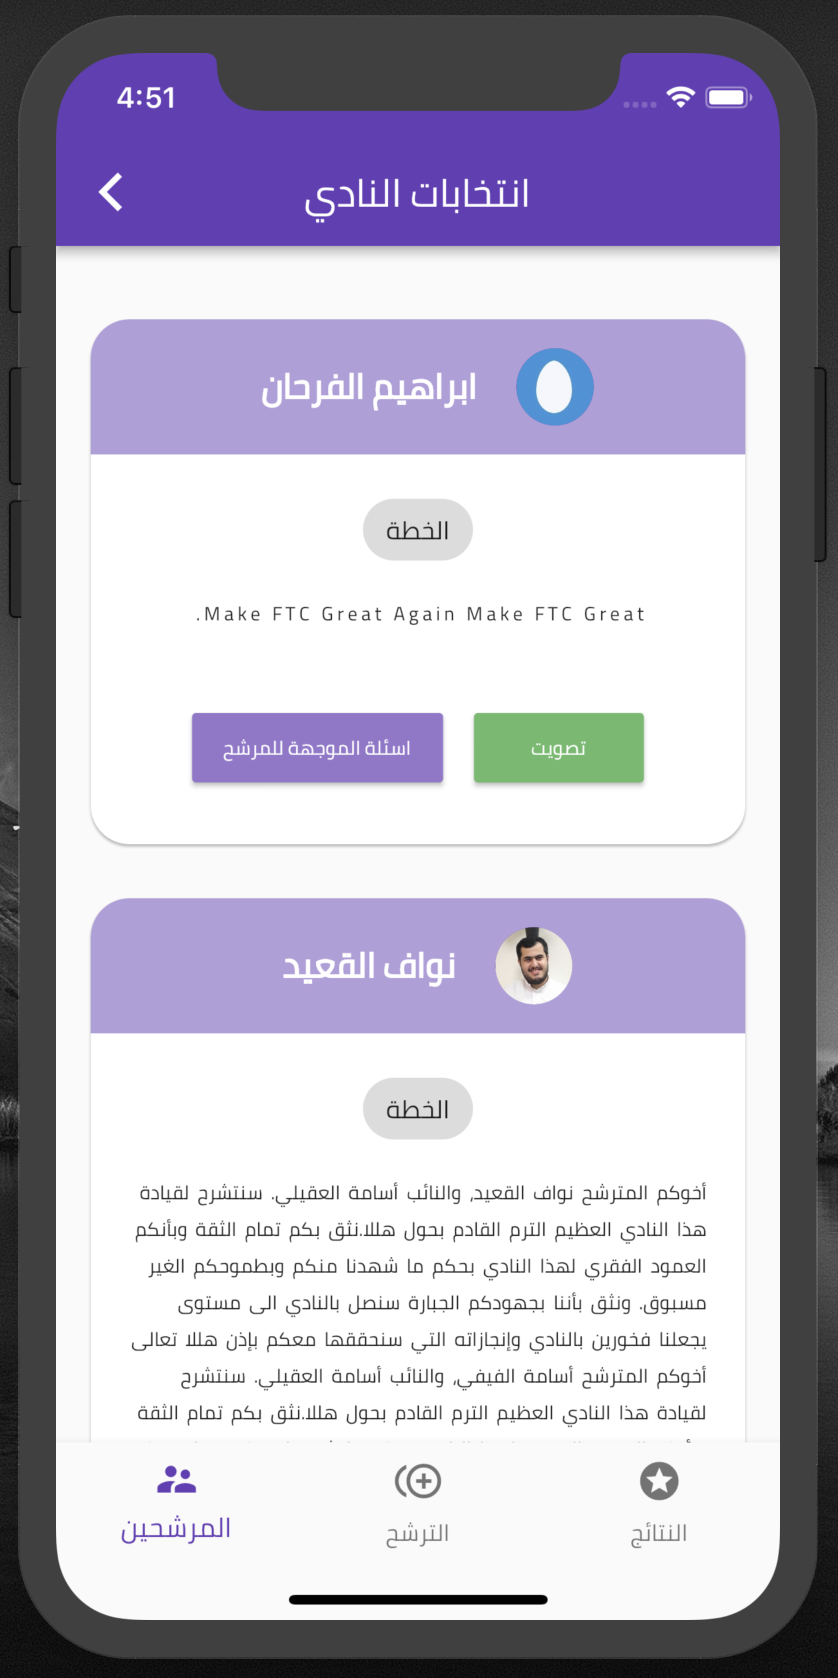 4:51
انتخابات النادي
ابراهيم الفرحان
الخطة
.Make FTC Great Again Make FTC Great
تصويت
اسئلة الموجهة للمرشح
نواف القعيد
الخطة
أخوكم المترشح نواف القعيد، والنائب أسامة العقيلي. سنتشرح لقيادة
هذا النادي العظيم الترم القادم بحول هللا.نثق بكم تمام الثقة وبأنكم
العمود الفقري لهذا النادي بحكم ما شهدنا منكم وبطموحكم الغير
مسبوق. ونثق بأننا بجهودكم الجبارة سنصل بالنادي الى مستوى
يجعلنا فخورين بالنادي وإنجازاته التي سنحققها معكم بإذن هللا تعالى
أخوكم المترشح أسامة الفيفي، والنائب أسامة العقيلي. سنتشرح
لقيادة هذا النادي العظيم الترم القادم بحول هللا.نثق بكم تمام الثقة
النتائج
الترشح
المرشحين